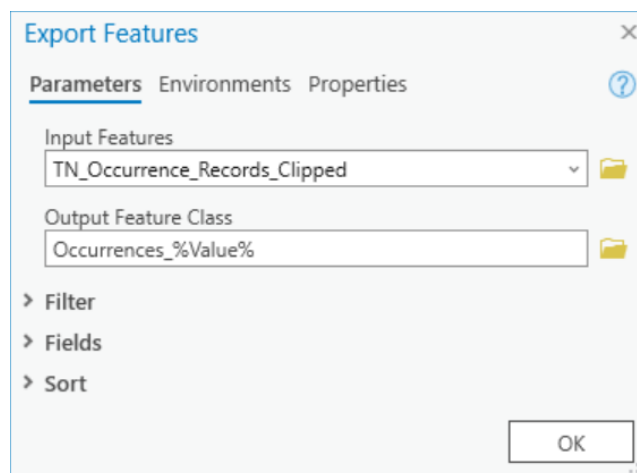 Export Features
Parameters Environments Properties
Input Features
TN_Occurrence_Records_Clipped
Output Feature Class
Occurrences_%Value%
Filter
Fields
Sort
OK